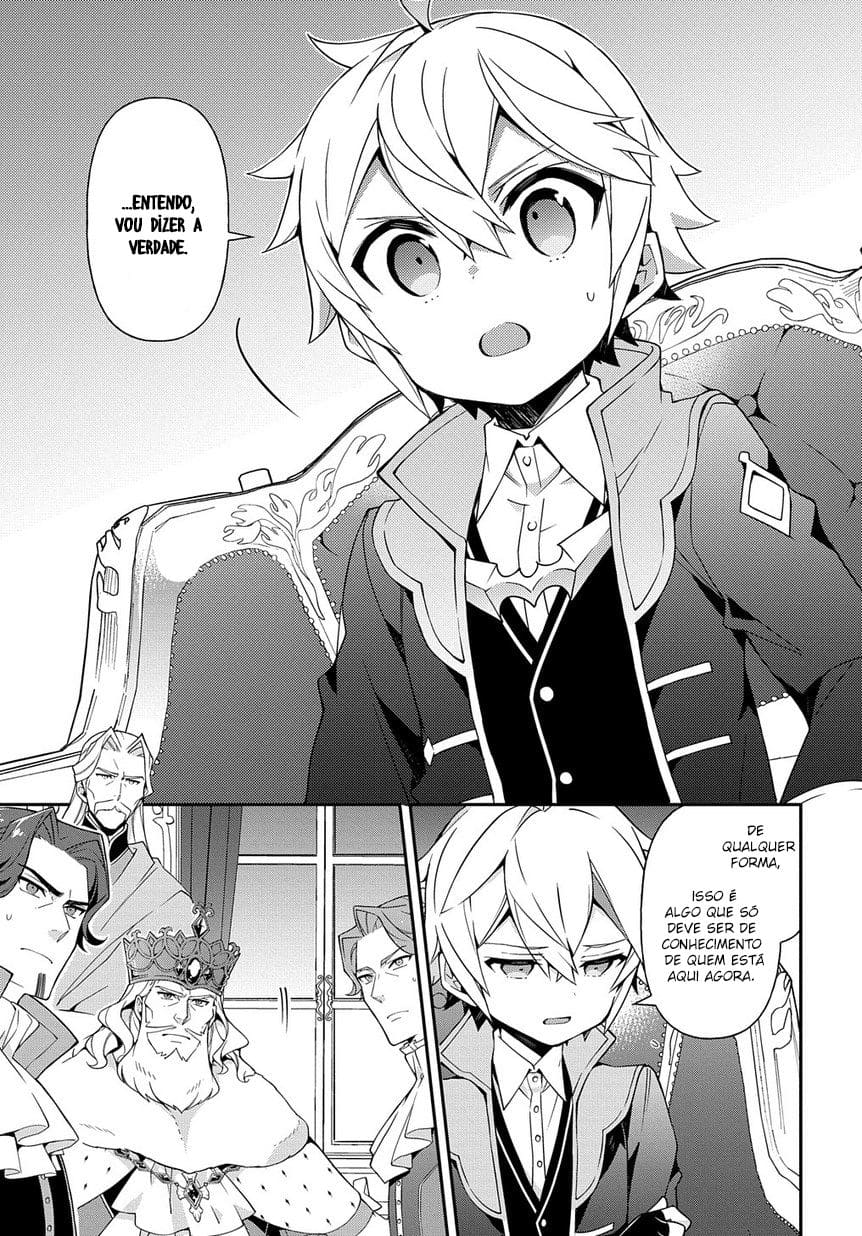 ...ENTENDO,
VOU DIZER A
VERDADE.
DE
QUALQUER
FORMA,
ISSO É
ALGO QUE SÓ
DEVE SER DE
CONHECIMENTO
DE QUEM ESTÁ
AQUI AGORA.